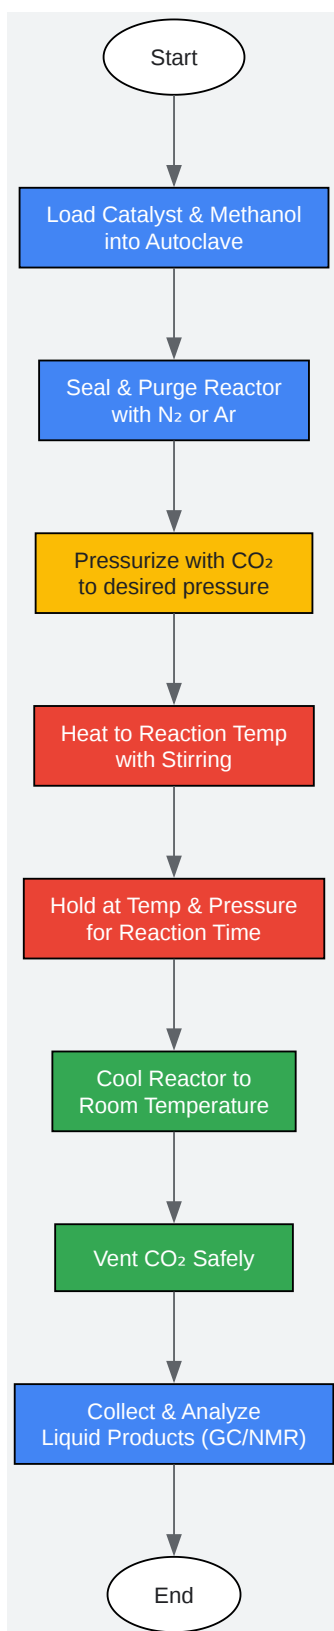 Start
Load Catalyst & Methanol
into Autoclave
Seal & Purge Reactor
with N₂ or Ar
Pressurize with CO₂
to desired pressure
Heat to Reaction Temp
with Stirring
Hold at Temp & Pressure
for Reaction Time
Cool Reactor to
Room Temperature
Vent CO₂ Safely
Collect & Analyze
Liquid Products (GC/NMR)
End